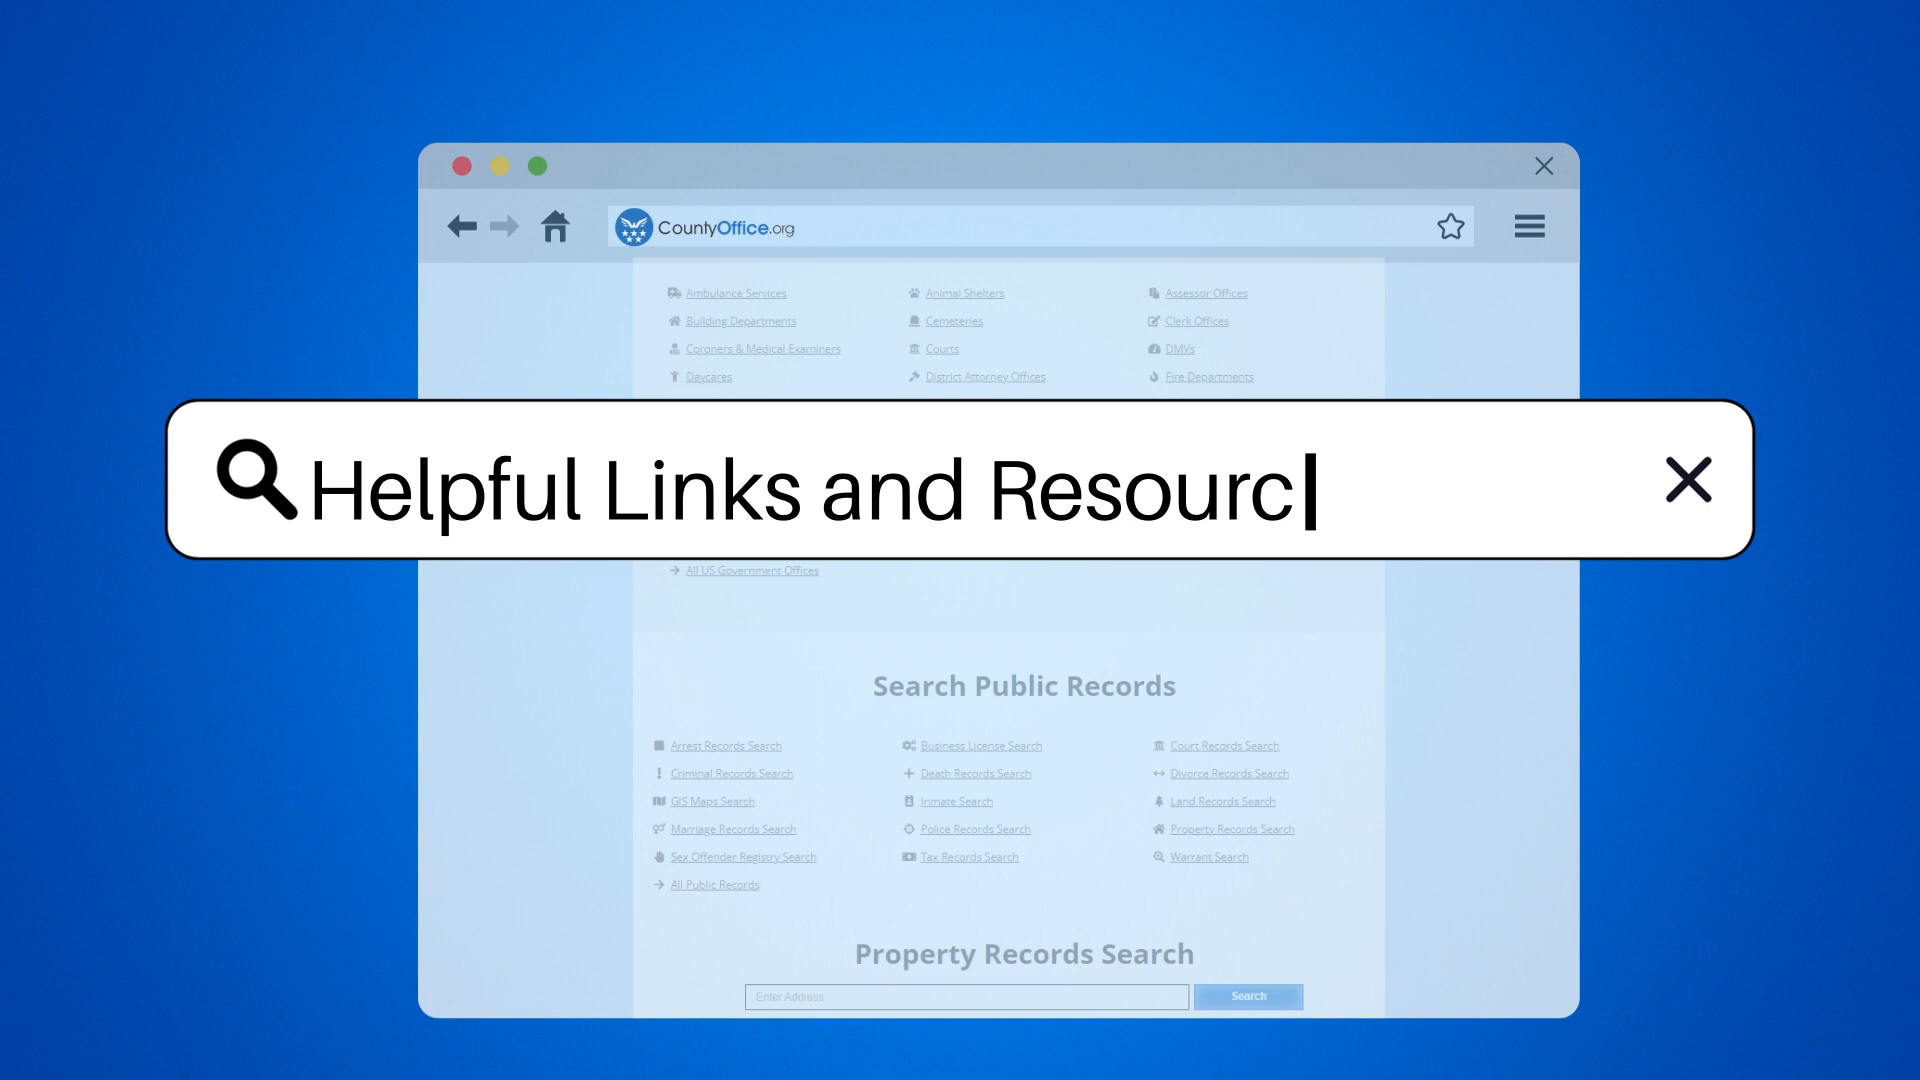 CountyOffice.org
Ambulance Services Animal Shelters Assessor Offices
Building Departments Cemeteries Clerk Offices
Coroners & Medical Examiners Courts DMVs
Daycares District Attorney Offices Fire Departments
Helpful Links and Resourc
All US Government Offices
Search Public Records
Arrest Records Search Business License Search Court Records Search
Criminal Records Search Death Records Search Divorce Records Search
GIS Maps Search Inmate Search Land Records Search
Marriage Records Search Police Records Search Property Records Search
Sex Offender Registry Search Tax Records Search Warrant Search
All Public Records
Property Records Search
Enter Address Search